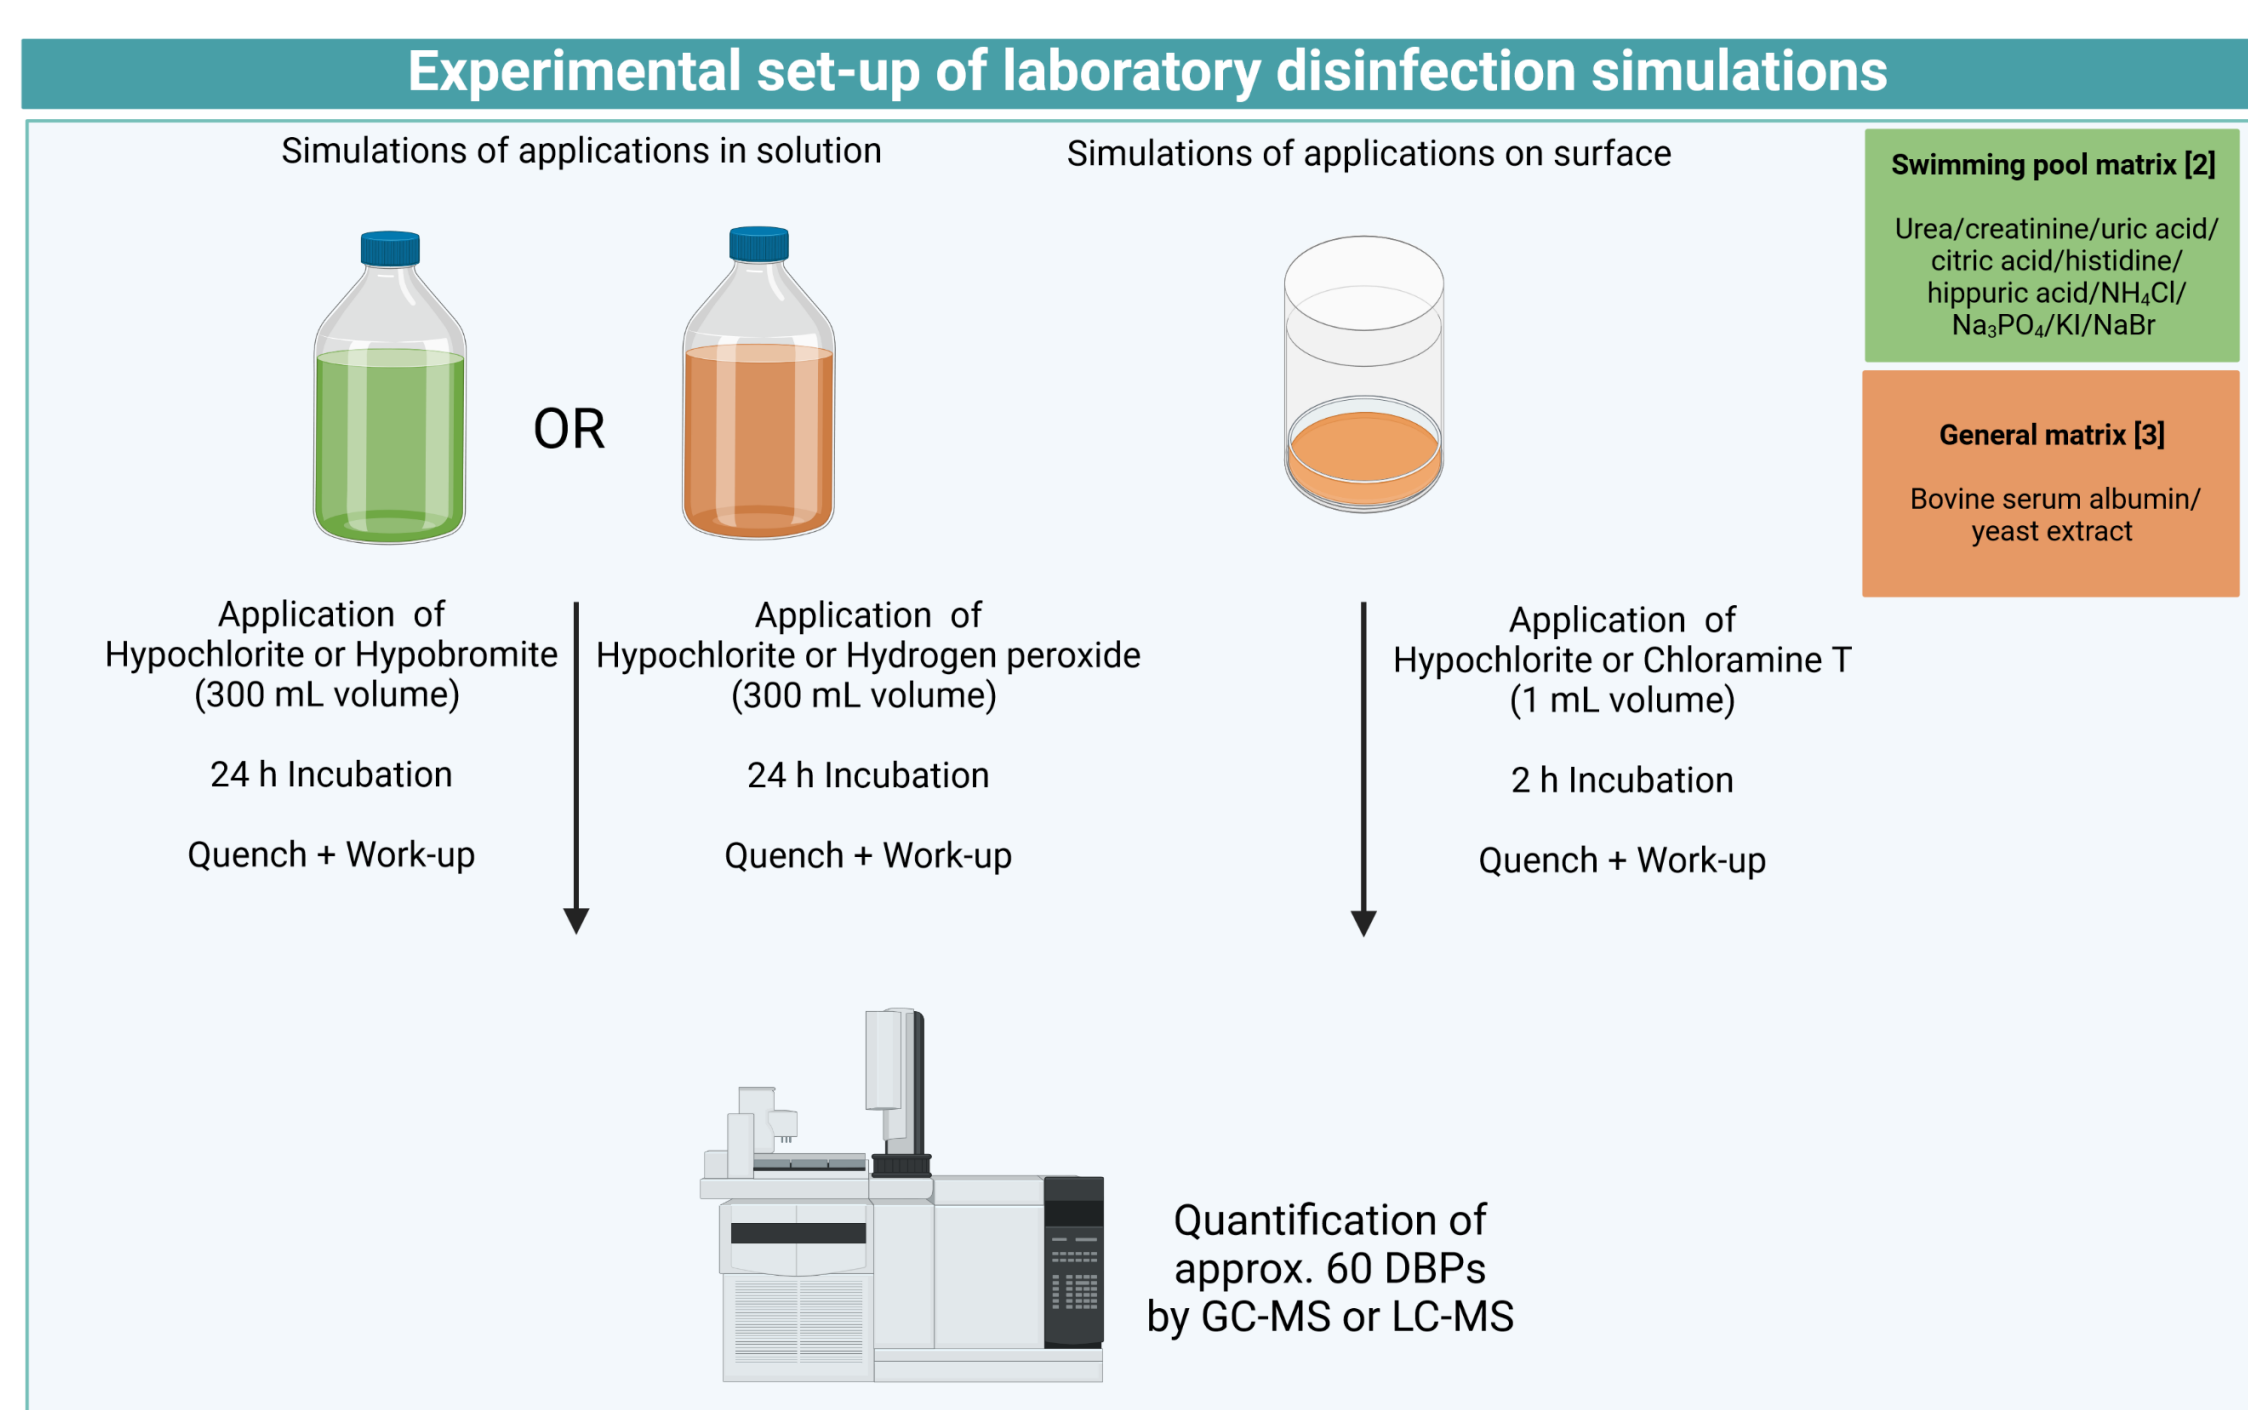 Experimental set-up of laboratory disinfection simulations
Simulations of applications in solution
Simulations of applications on surface
Swimming pool matrix [2]
Urea/creatinine/uric acid/
citric acid/histidine/
hippuric acid/NH₄Cl/
Na₃PO₄/KI/NaBr
General matrix [3]
Bovine serum albumin/
yeast extract
OR
Application of
Hypochlorite or Hypobromite
(300 mL volume)
24 h Incubation
Quench + Work-up
Application of
Hypochlorite or Hydrogen peroxide
(300 mL volume)
24 h Incubation
Quench + Work-up
Application of
Hypochlorite or Chloramine T
(1 mL volume)
2 h Incubation
Quench + Work-up
Quantification of
approx. 60 DBPs
by GC-MS or LC-MS